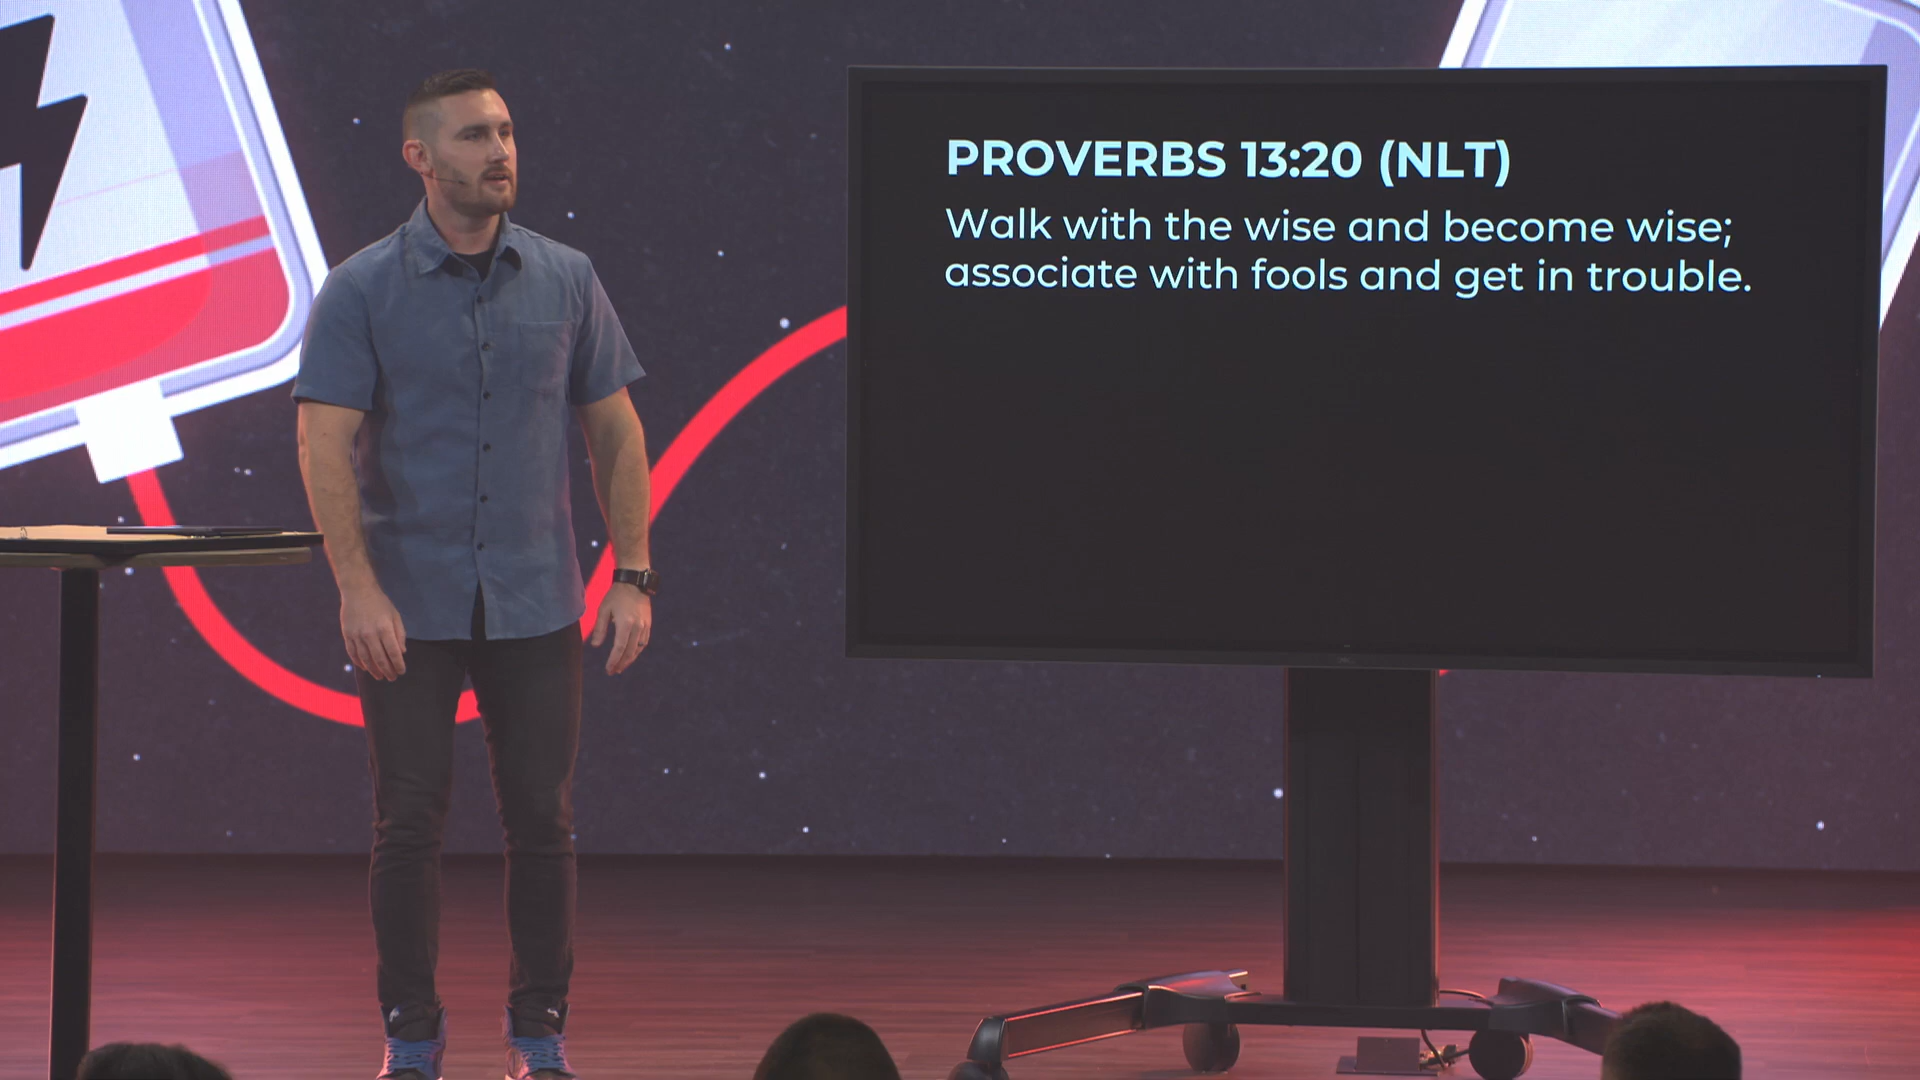 PROVERBS 13:20 (NLT)
Walk with the wise and become wise;
associate with fools and get in trouble.